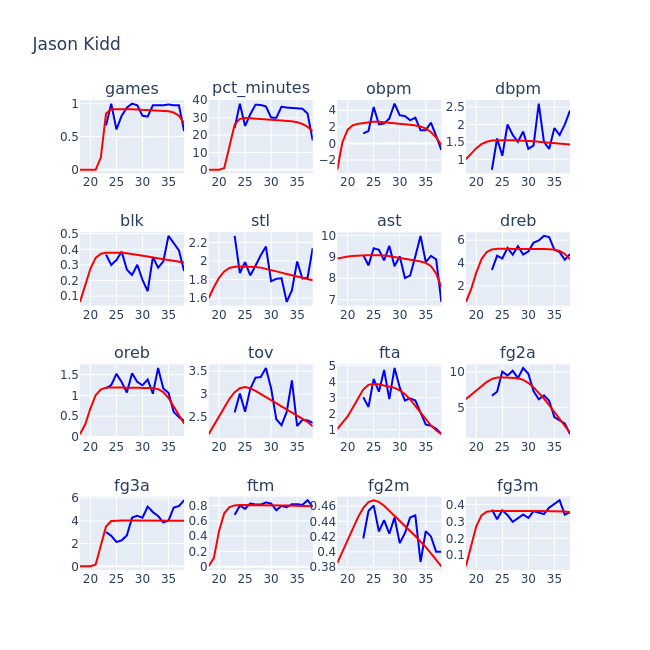 Jason Kidd
games pct_minutes obpm dbpm
1 0.5 0 20 25 30 35
40 30 20 10 0 20 25 30 35
4 2 0 −2 20 25 30 35
2.5 2 1.5 1 20 25 30 35
blk stl ast dreb
0.5 0.4 0.3 0.2 0.1 20 25 30 35
2.2 2 1.8 1.6 20 25 30 35
10 9 8 7 20 25 30 35
6 4 2 20 25 30 35
oreb tov fta fg2a
1.5 1 0.5 0 20 25 30 35
3.5 3 2.5 20 25 30 35
5 4 3 2 1 20 25 30 35
10 5 20 25 30 35
fg3a ftm fg2m fg3m
6 4 2 0 20 25 30 35
0.8 0.6 0.4 0.2 0 20 25 30 35
0.46 0.44 0.42 0.4 0.38 20 25 30 35
0.4 0.3 0.2 0.1 20 25 30 35